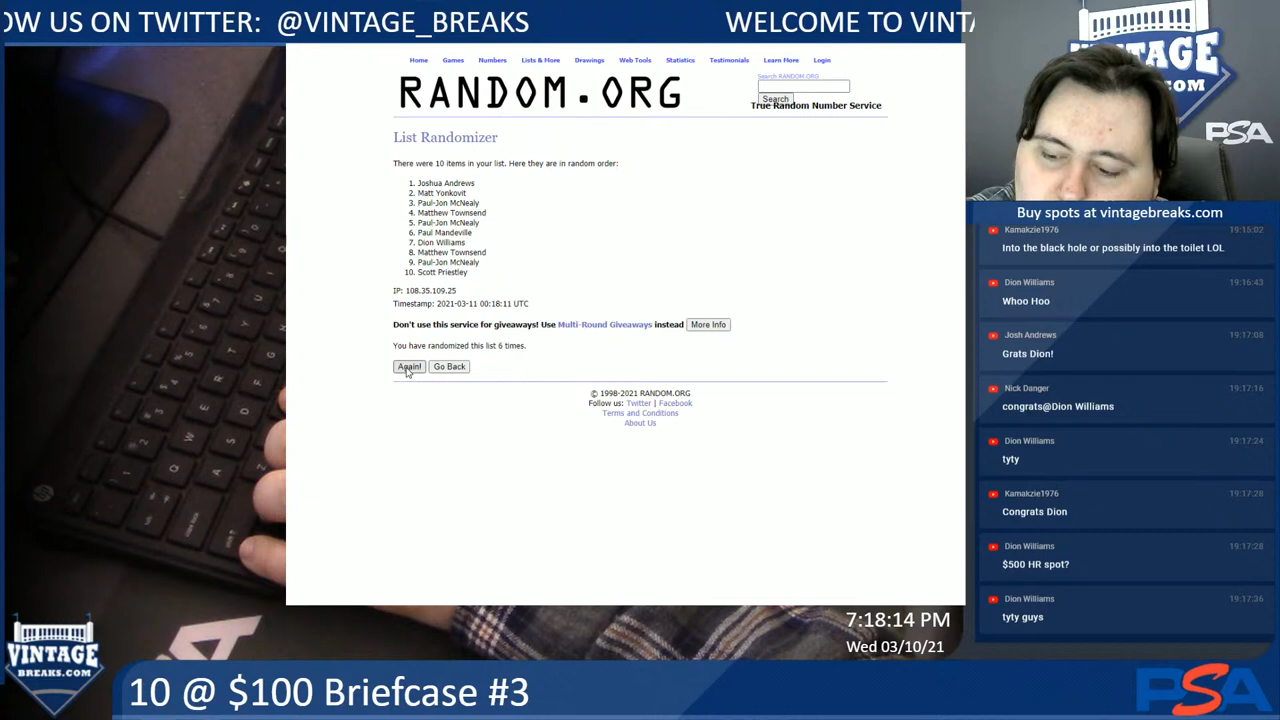 OW US ON TWITTER: @VINTAGE_BREAKS
WELCOME TO VINTA
VINTAGE
.COM
PSA
Home Games Numbers Lists & More Drawings Web Tools Statistics Testimonials Learn More Login
RANDOM.ORG
Search RANDOM.ORG
Search
True Random Number Service
List Randomizer
There were 10 items in your list. Here they are in random order:
1. Joshua Andrews
2. Matt Yonkovit
3. Paul-Jon McNealy
4. Matthew Townsend
5. Paul-Jon McNealy
6. Paul Mandeville
7. Dion Williams
8. Matthew Townsend
9. Paul-Jon McNealy
10. Scott Priestley
IP: 108.35.109.25
Timestamp: 2021-03-11 00:18:11 UTC
Don't use this service for giveaways! Use Multi-Round Giveaways instead More Info
You have randomized this list 6 times.
Again! Go Back
© 1998-2021 RANDOM.ORG
Follow us: Twitter | Facebook
Terms and Conditions
About Us
Buy spots at vintagebreaks.com
Kamakzie1976 19:15:02
Into the black hole or possibly into the toilet LOL
Dion Williams 19:16:43
Whoo Hoo
Josh Andrews 19:17:08
Grats Dion!
Nick Danger 19:17:16
congrats@Dion Williams
Dion Williams 19:17:24
tyty
Kamakzie1976 19:17:28
Congrats Dion
Dion Williams 19:17:28
$500 HR spot?
Dion Williams 19:17:36
tyty guys
7:18:14 PM
Wed 03/10/21
VINTAGE
BREAKS.COM
10 @ $100 Briefcase #3
PSA